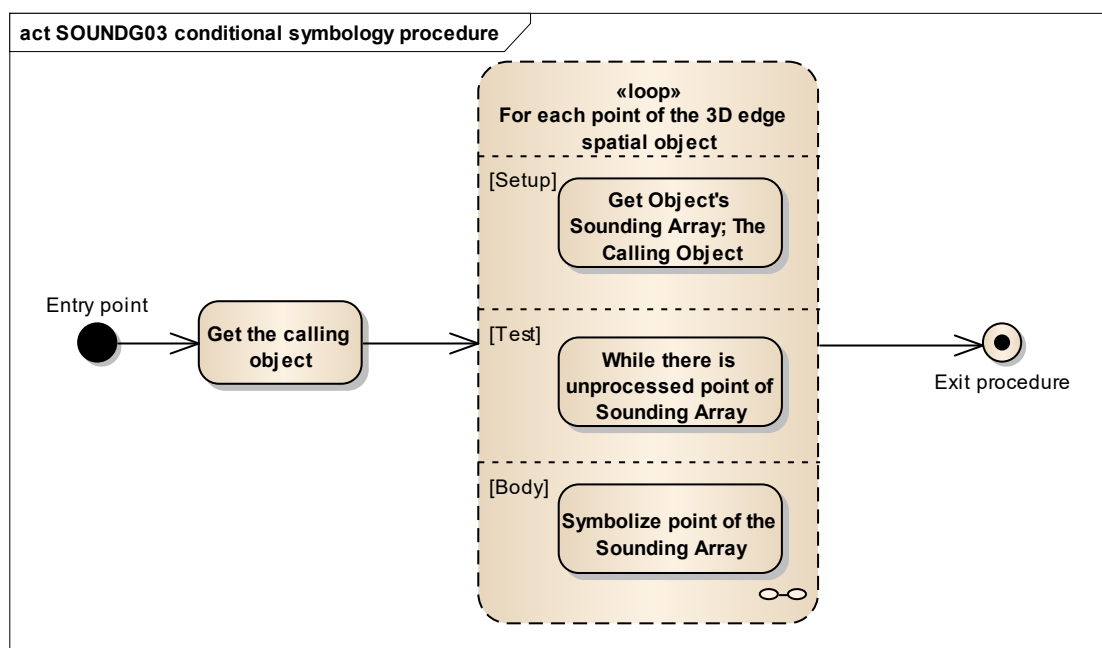 act SOUNDG03 conditional symbology procedure
«loop»
For each point of the 3D edge
spatial object
[Setup]
Get Object's
Sounding Array; The
Calling Object
Entry point
Get the calling
object
[Test]
While there is
unprocessed point of
Sounding Array
Exit procedure
[Body]
Symbolize point of the
Sounding Array